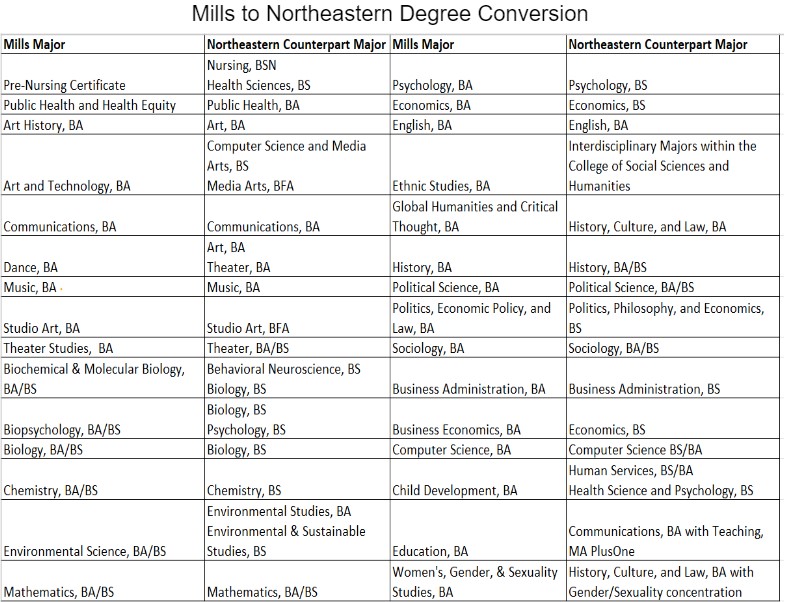 Mills to Northeastern Degree Conversion
Mills Major Northeastern Counterpart Major Mills Major Northeastern Counterpart Major
Nursing, BSN
Pre-Nursing Certificate Health Sciences, BS Psychology, BA Psychology, BS
Public Health and Health Equity Public Health, BA Economics, BA Economics, BS
Art History, BA Art, BA English, BA English, BA
Computer Science and Media Interdisciplinary Majors within the
Arts, BS College of Social Sciences and
Art and Technology, BA Media Arts, BFA Ethnic Studies, BA Humanities
Global Humanities and Critical
Communications, BA Communications, BA Thought, BA History, Culture, and Law, BA
Art, BA
Dance, BA Theater, BA History, BA History, BA/BS
Music, BA Music, BA Political Science, BA Political Science, BA/BS
Politics, Economic Policy, and Politics, Philosophy, and Economics,
Studio Art, BA Studio Art, BFA Law, BA BS
Theater Studies, BA Theater, BA/BS Sociology, BA Sociology, BA/BS
Biochemical & Molecular Biology, Behavioral Neuroscience, BS
BA/BS Biology, BS Business Administration, BA Business Administration, BS
Biology, BS
Biopsychology, BA/BS Psychology, BS Business Economics, BA Economics, BS
Biology, BA/BS Biology, BS Computer Science, BA Computer Science BS/BA
Human Services, BS/BA
Chemistry, BA/BS Chemistry, BS Child Development, BA Health Science and Psychology, BS
Environmental Studies, BA
Environmental & Sustainable Communications, BA with Teaching,
Environmental Science, BA/BS Studies, BS Education, BA MA PlusOne
Women's, Gender, & Sexuality History, Culture, and Law, BA with
Mathematics, BA/BS Mathematics, BA/BS Studies, BA Gender/Sexuality concentration